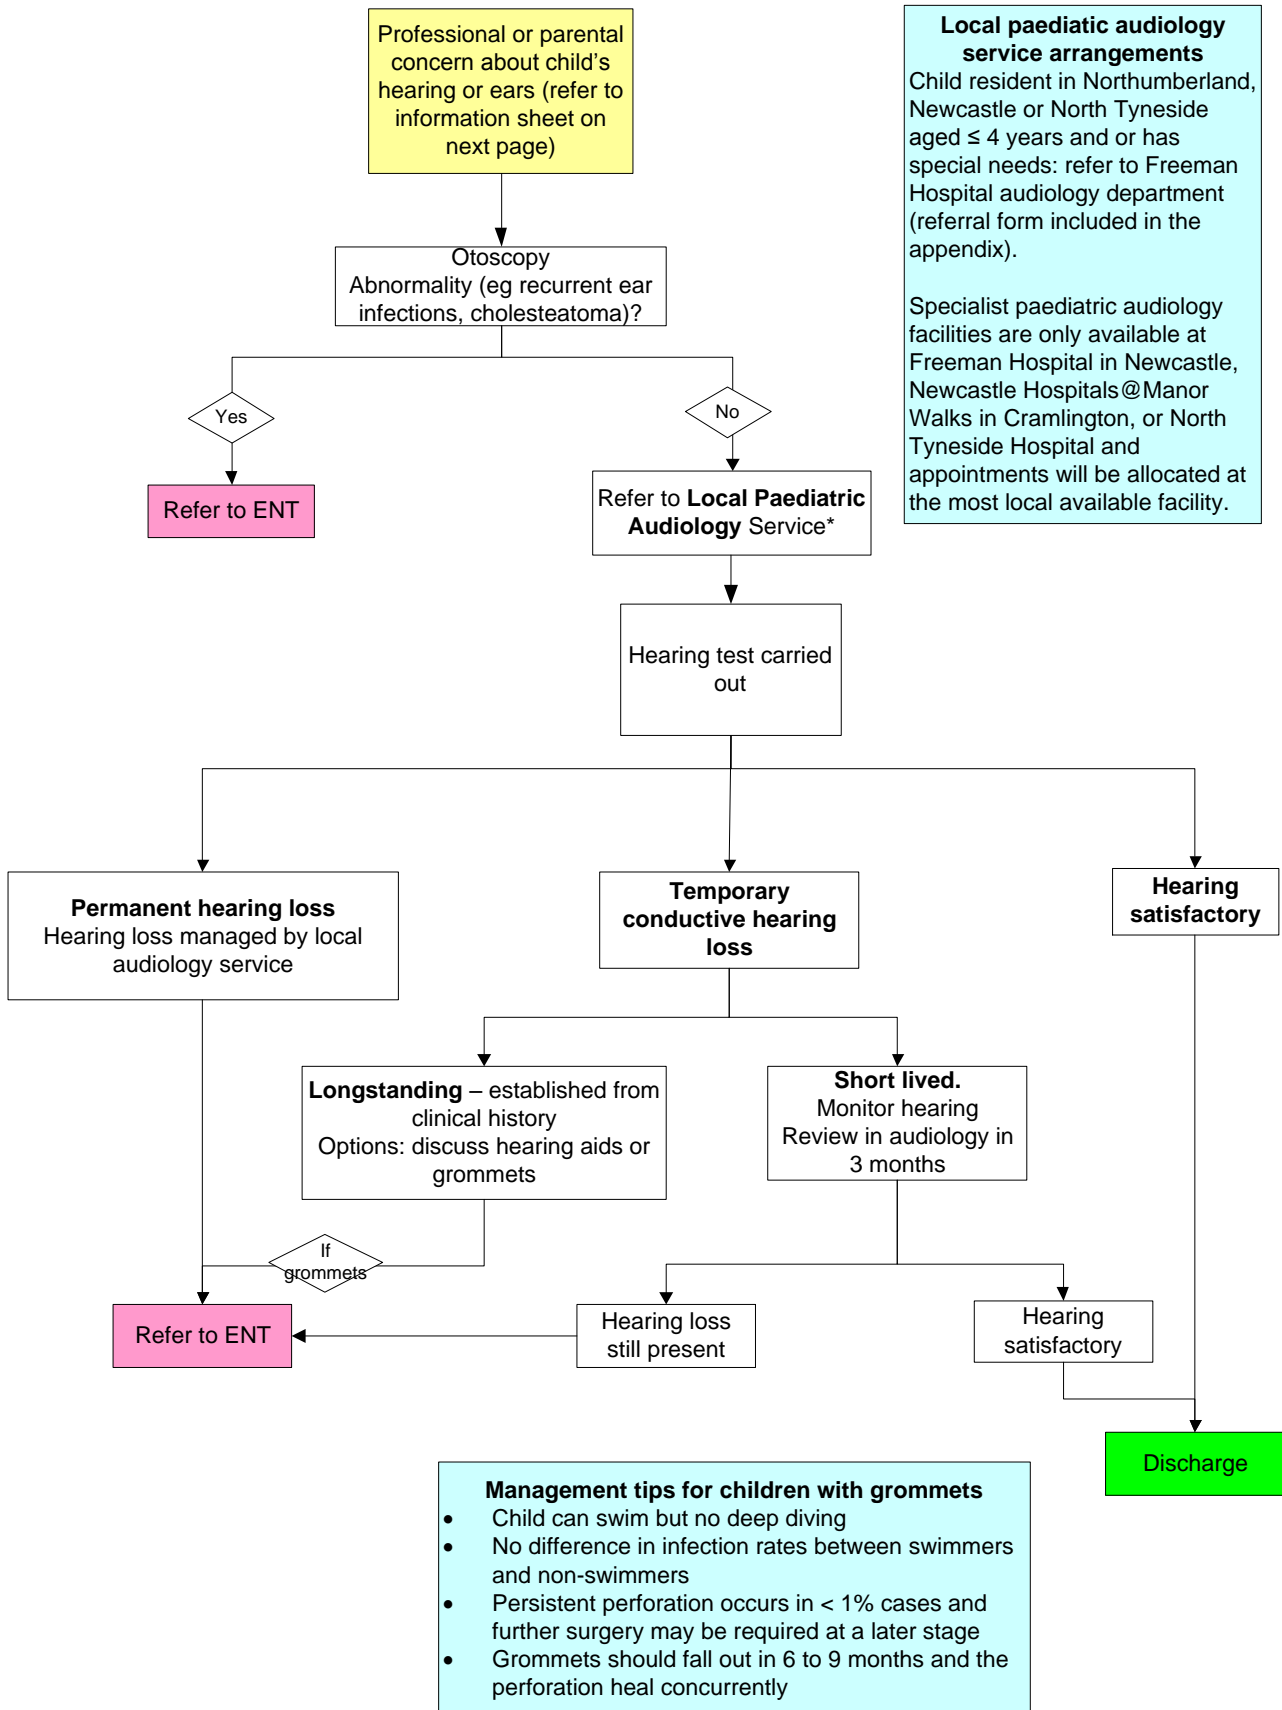 Professional or parental
concern about child's
hearing or ears (refer to
information sheet on
next page)
Local paediatic audiology
service arrangements
Child resident in Northumberland,
Newcastle or North Tyneside
aged ≤ 4 years and or has
special needs: refer to Freeman
Hospital audiology department
(referral form included in the
appendix).
Specialist paediatric audiology
facilities are only available at
Freeman Hospital in Newcastle,
Newcastle Hospitals@Manor
Walks in Cramlington, or North
Tyneside Hospital and
appointments will be allocated at
the most local available facility.
Otoscopy
Abnormality (eg recurrent ear
infections, cholesteatoma)?
Yes
No
Refer to ENT
Refer to Local Paediatric
Audiology Service*
Hearing test carried
out
Permanent hearing loss
Hearing loss managed by local
audiology service
Temporary
conductive hearing
loss
Hearing
satisfactory
Longstanding – established from
clinical history
Options: discuss hearing aids or
grommets
Short lived.
Monitor hearing
Review in audiology in
3 months
If
grommets
Refer to ENT
Hearing loss
still present
Hearing
satisfactory
Discharge
Management tips for children with grommets
• Child can swim but no deep diving
• No difference in infection rates between swimmers
and non-swimmers
• Persistent perforation occurs in < 1% cases and
further surgery may be required at a later stage
• Grommets should fall out in 6 to 9 months and the
perforation heal concurrently